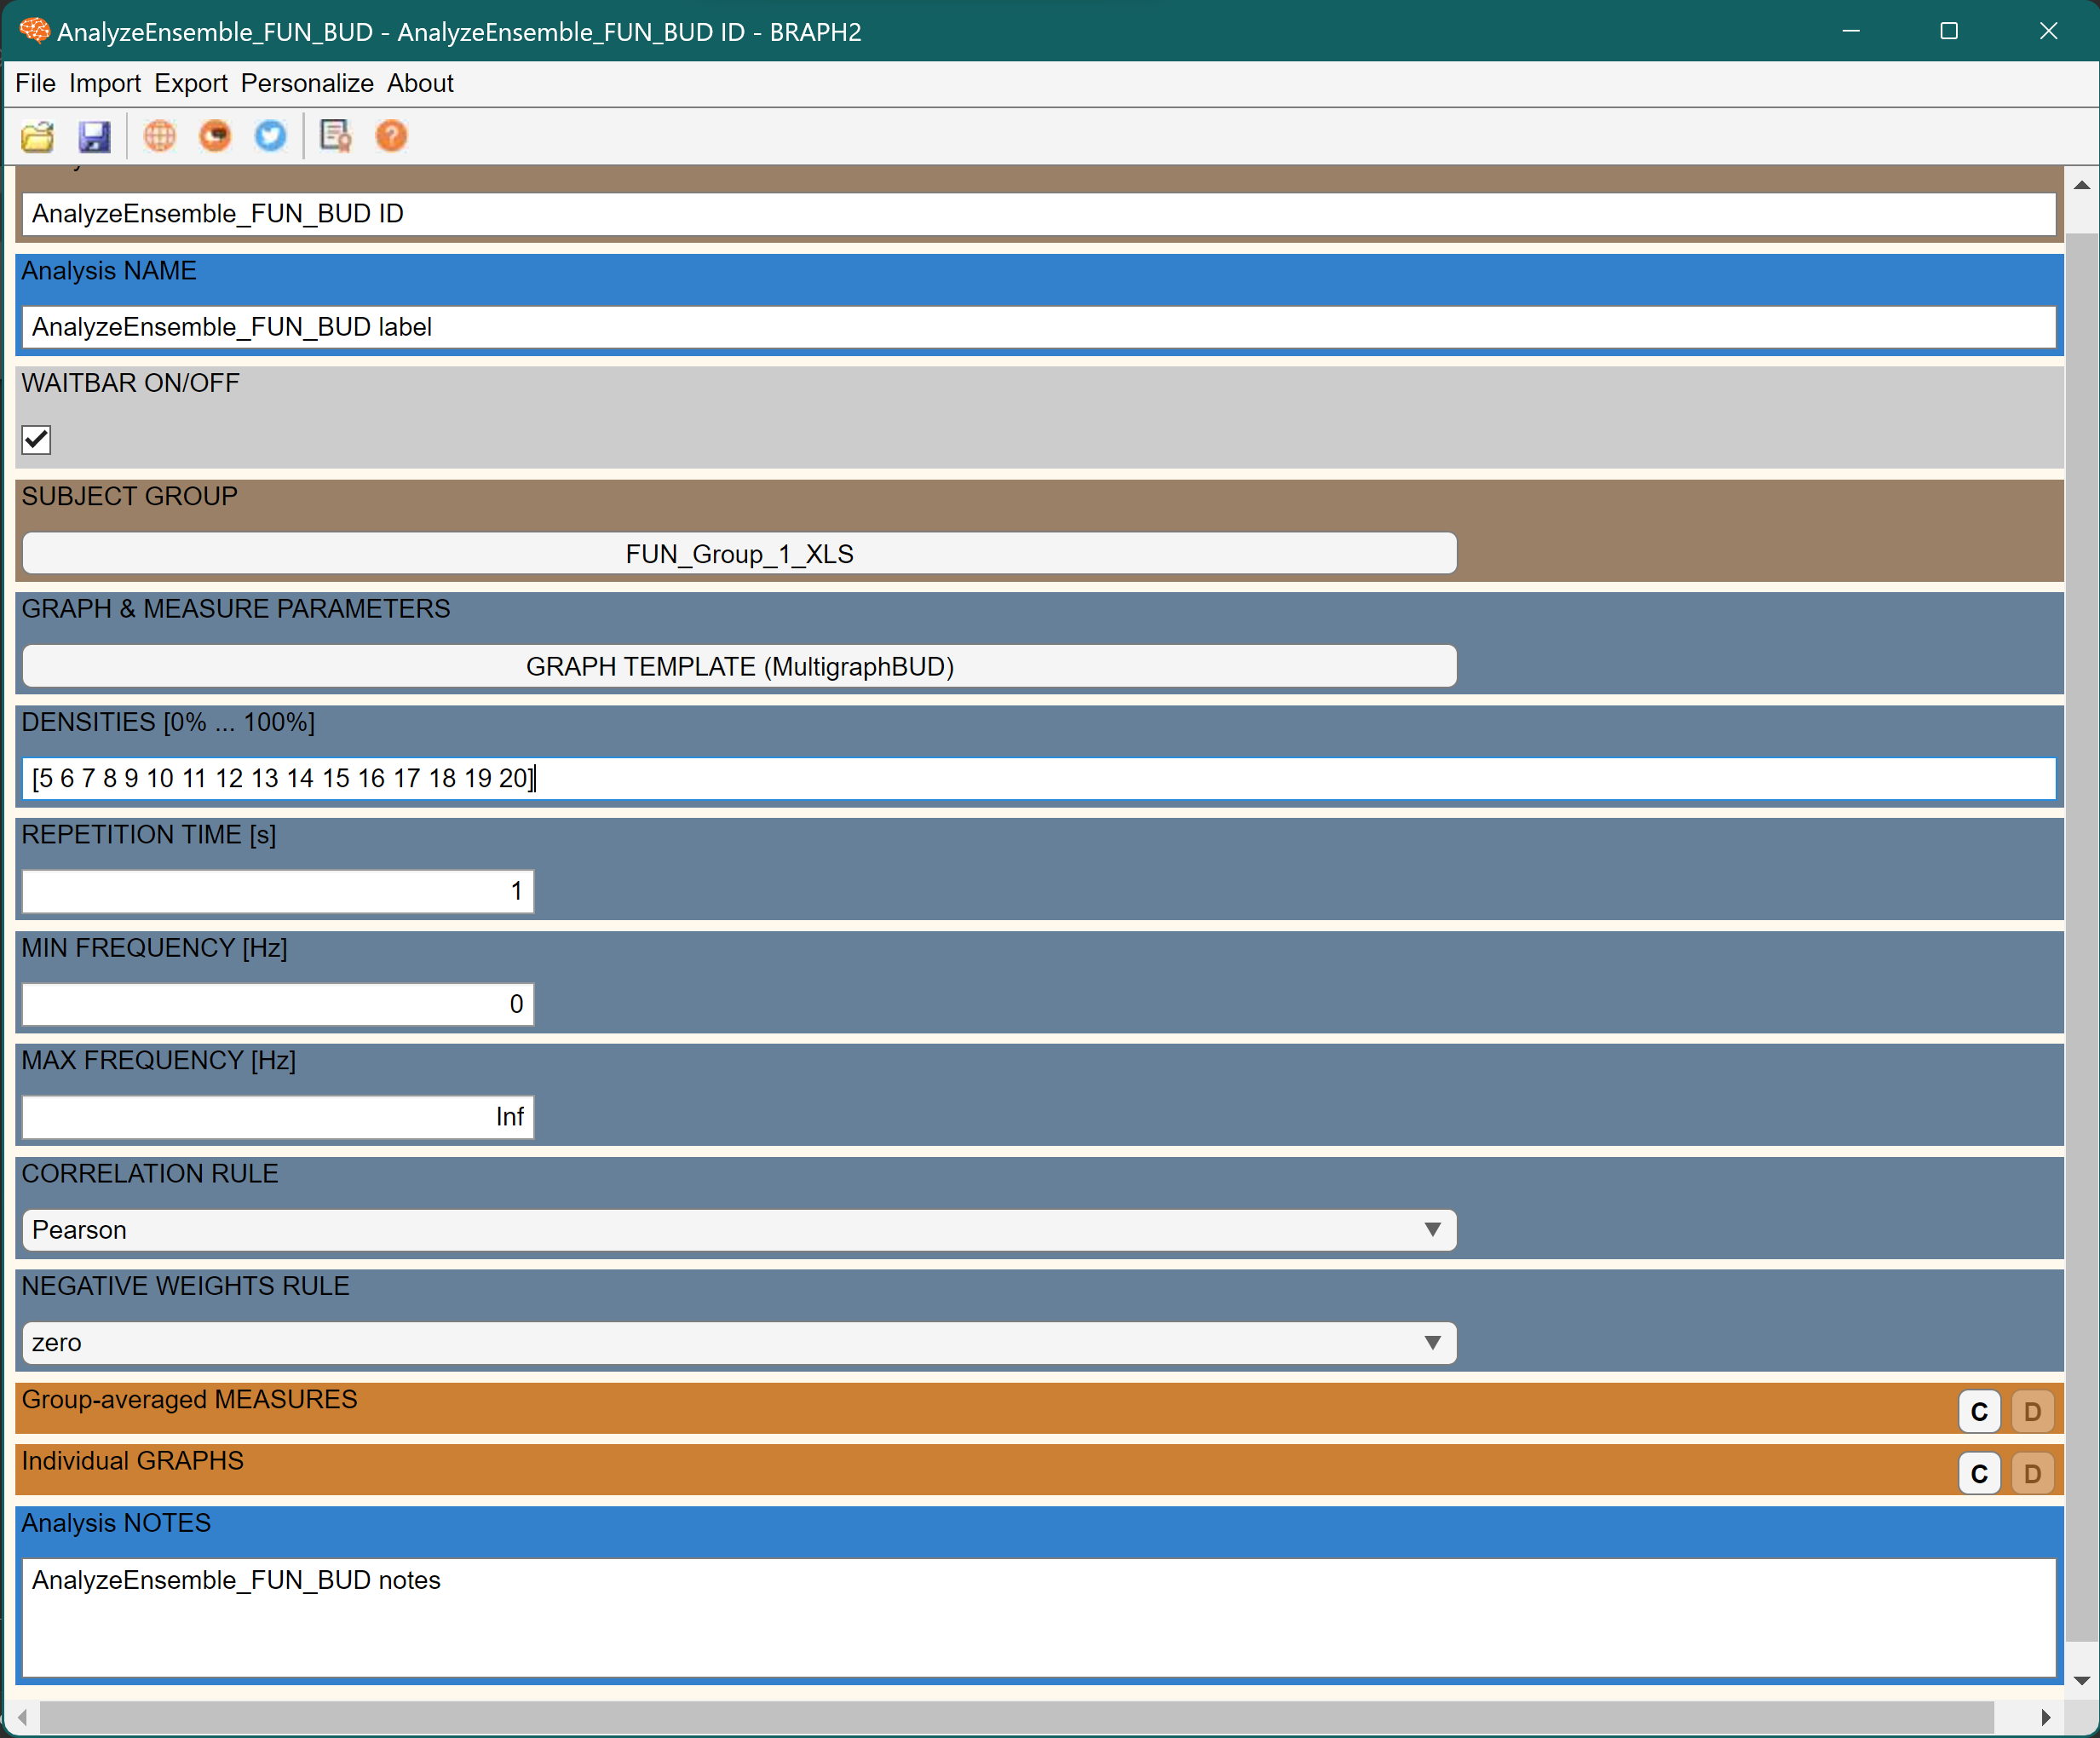 AnalyzeEnsemble_FUN_BUD - AnalyzeEnsemble_FUN_BUD ID - BRAPH2
File Import Export Personalize About
AnalyzeEnsemble_FUN_BUD ID
Analysis NAME
AnalyzeEnsemble_FUN_BUD label
WAITBAR ON/OFF
SUBJECT GROUP
FUN_Group_1_XLS
GRAPH & MEASURE PARAMETERS
GRAPH TEMPLATE (MultigraphBUD)
DENSITIES [0% ... 100%]
[5 6 7 8 9 10 11 12 13 14 15 16 17 18 19 20]
REPETITION TIME [s]
1
MIN FREQUENCY [Hz]
0
MAX FREQUENCY [Hz]
Inf
CORRELATION RULE
Pearson
NEGATIVE WEIGHTS RULE
zero
Group-averaged MEASURES C D
Individual GRAPHS C D
Analysis NOTES
AnalyzeEnsemble_FUN_BUD notes